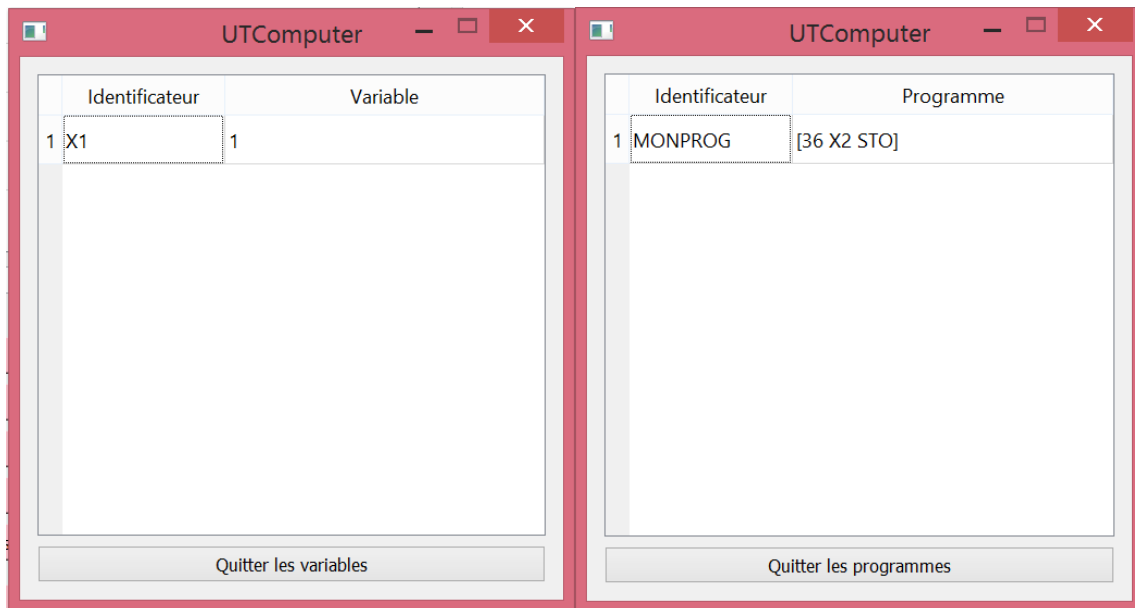 UTComputer
Identificateur Variable
1 X1 1
Quitter les variables
UTComputer
Identificateur Programme
1 MONPROG [36 X2 STO]
Quitter les programmes